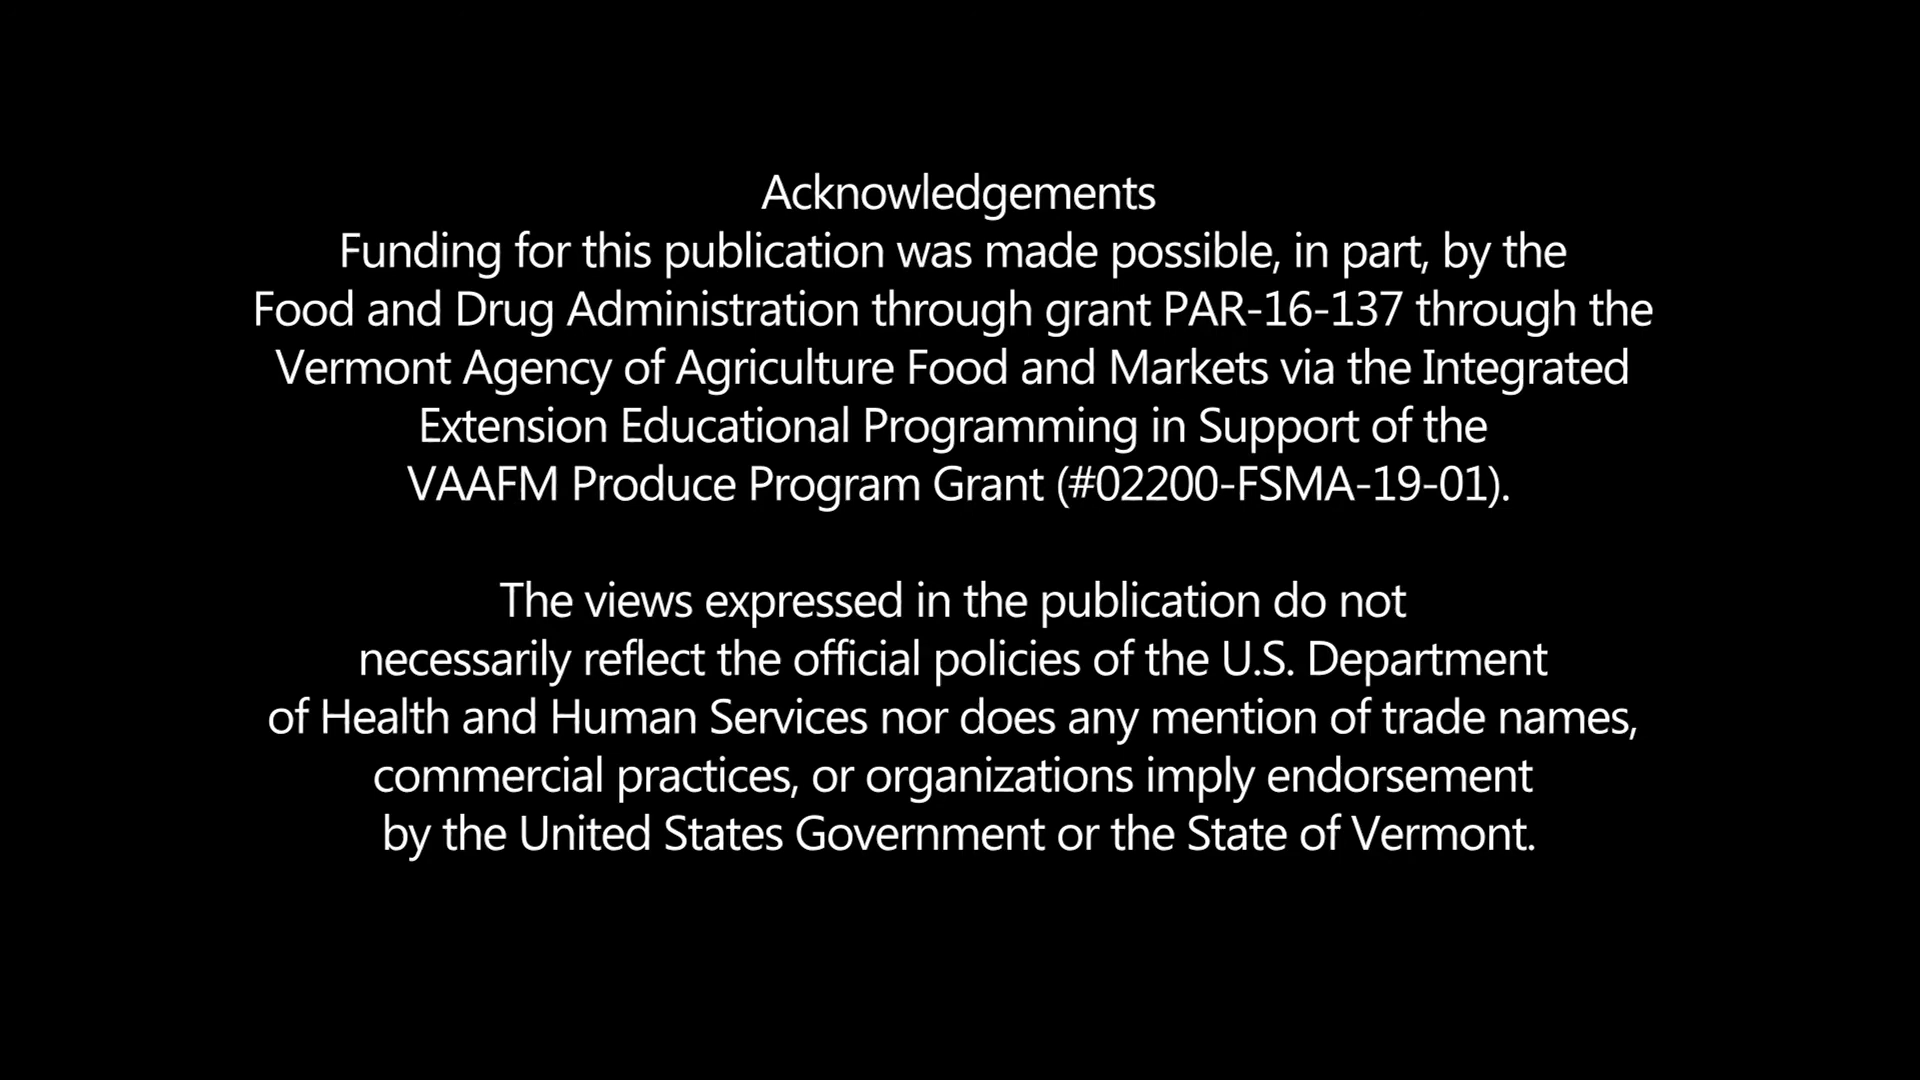 Acknowledgements
Funding for this publication was made possible, in part, by the
Food and Drug Administration through grant PAR-16-137 through the
Vermont Agency of Agriculture Food and Markets via the Integrated
Extension Educational Programming in Support of the
VAAFM Produce Program Grant (#02200-FSMA-19-01).
The views expressed in the publication do not
necessarily reflect the official policies of the U.S. Department
of Health and Human Services nor does any mention of trade names,
commercial practices, or organizations imply endorsement
by the United States Government or the State of Vermont.